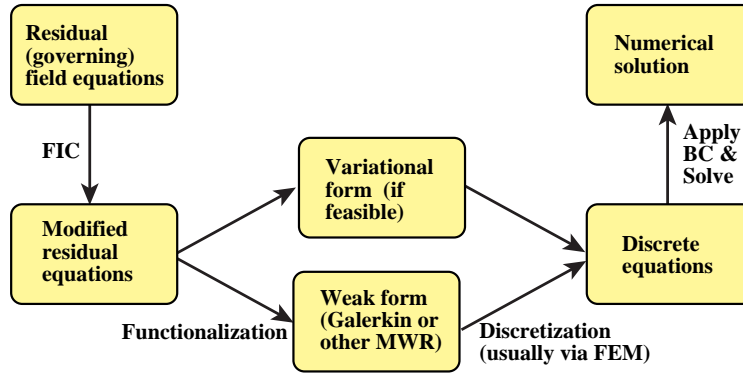 Residual
(governing)
field equations
FIC
Modified
residual
equations
Functionalization
Variational
form (if
feasible)
Weak form
(Galerkin or
other MWR)
Discretization
(usually via FEM)
Discrete
equations
Apply
BC &
Solve
Numerical
solution